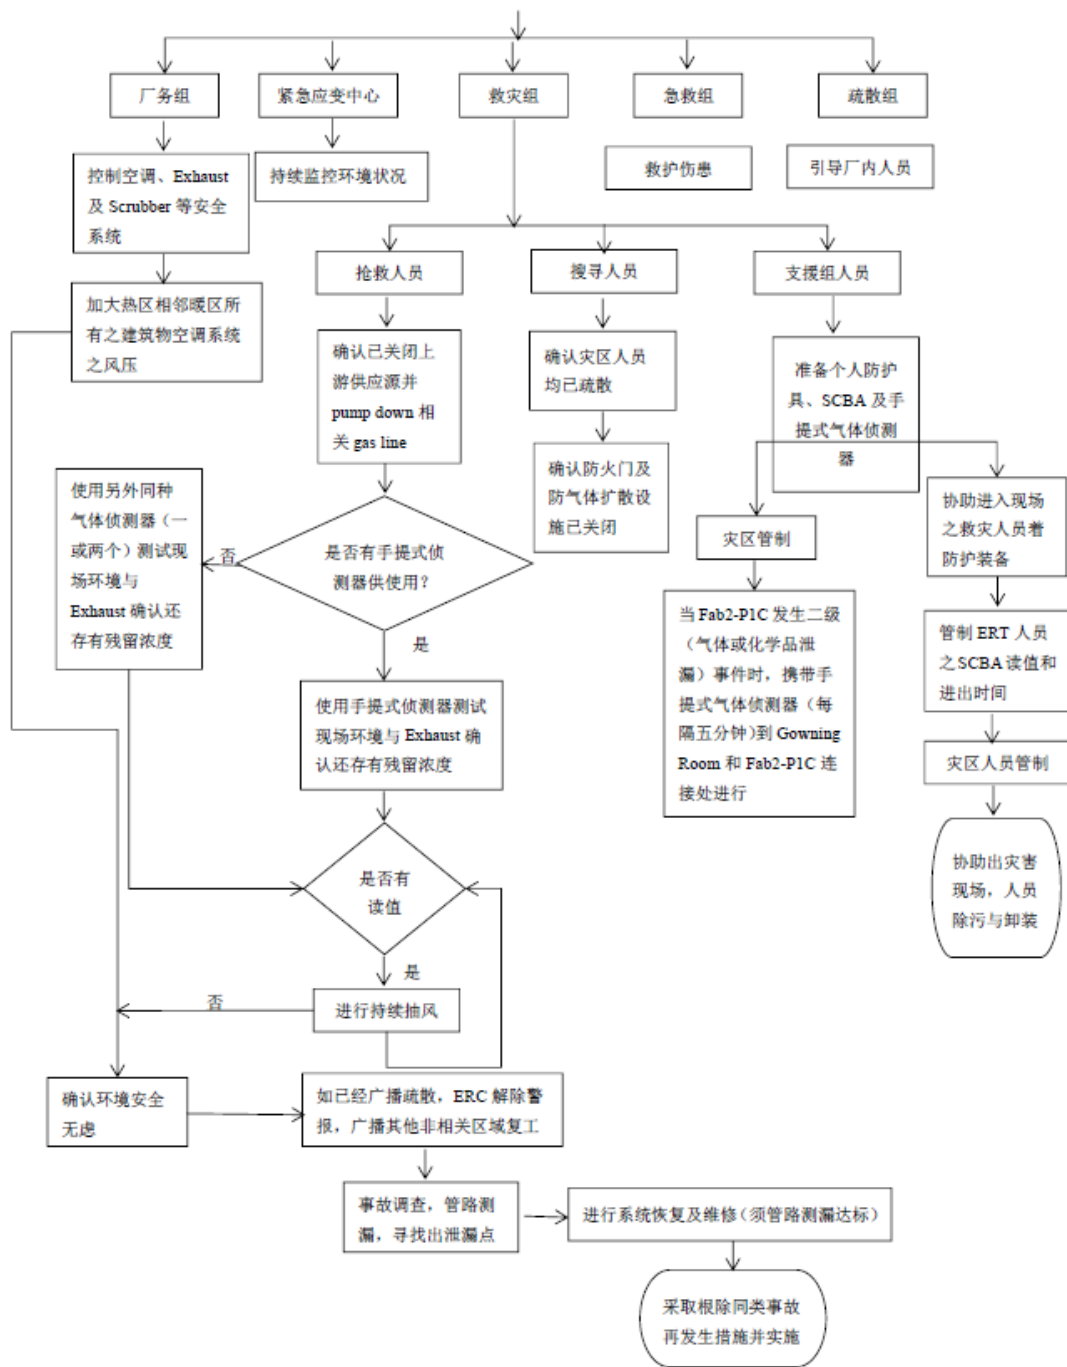 厂务组
紧急应变中心
救灾组
急救组
疏散组
控制空调、Exhaust
及 Scrubber 等安全
系统
持续监控环境状况
救护伤患
引导厂内人员
抢救人员
搜寻人员
支援组人员
加大热区相邻暖区所
有之建筑物空调系统
之风压
确认已关闭上
游供应源并
pump down 相
关 gas line
确认灾区人员
均已疏散
准备个人防护
具、SCBA 及手
提式气体侦测
器
确认防火门及
防气体扩散设
施已关闭
使用另外同种
气体侦测器（一
或两个）测试现
场环境与
Exhaust 确认还
存有残留浓度
否
是否有手提式侦
测器供使用？
是
灾区管制
协助进入现场
之救灾人员着
防护装备
当 Fab2-P1C 发生二级
（气体或化学品泄
漏）事件时，携带手
提式气体侦测器（每
隔五分钟）到 Gowning
Room 和 Fab2-P1C 连
接处进行
管制 ERT 人员
之 SCBA 读值和
进出时间
使用手提式侦测器测试
现场环境与 Exhaust 确
认还存有残留浓度
灾区人员管制
是否有
读值
协助出灾害
现场，人员
除污与卸装
是
否
进行持续抽风
确认环境安全
无虑
如已经广播疏散，ERC 解除警
报，广播其他非相关区域复工
事故调查，管路测
漏，寻找出泄漏点
进行系统恢复及维修（须管路测漏达标）
采取根除同类事故
再发生措施并实施